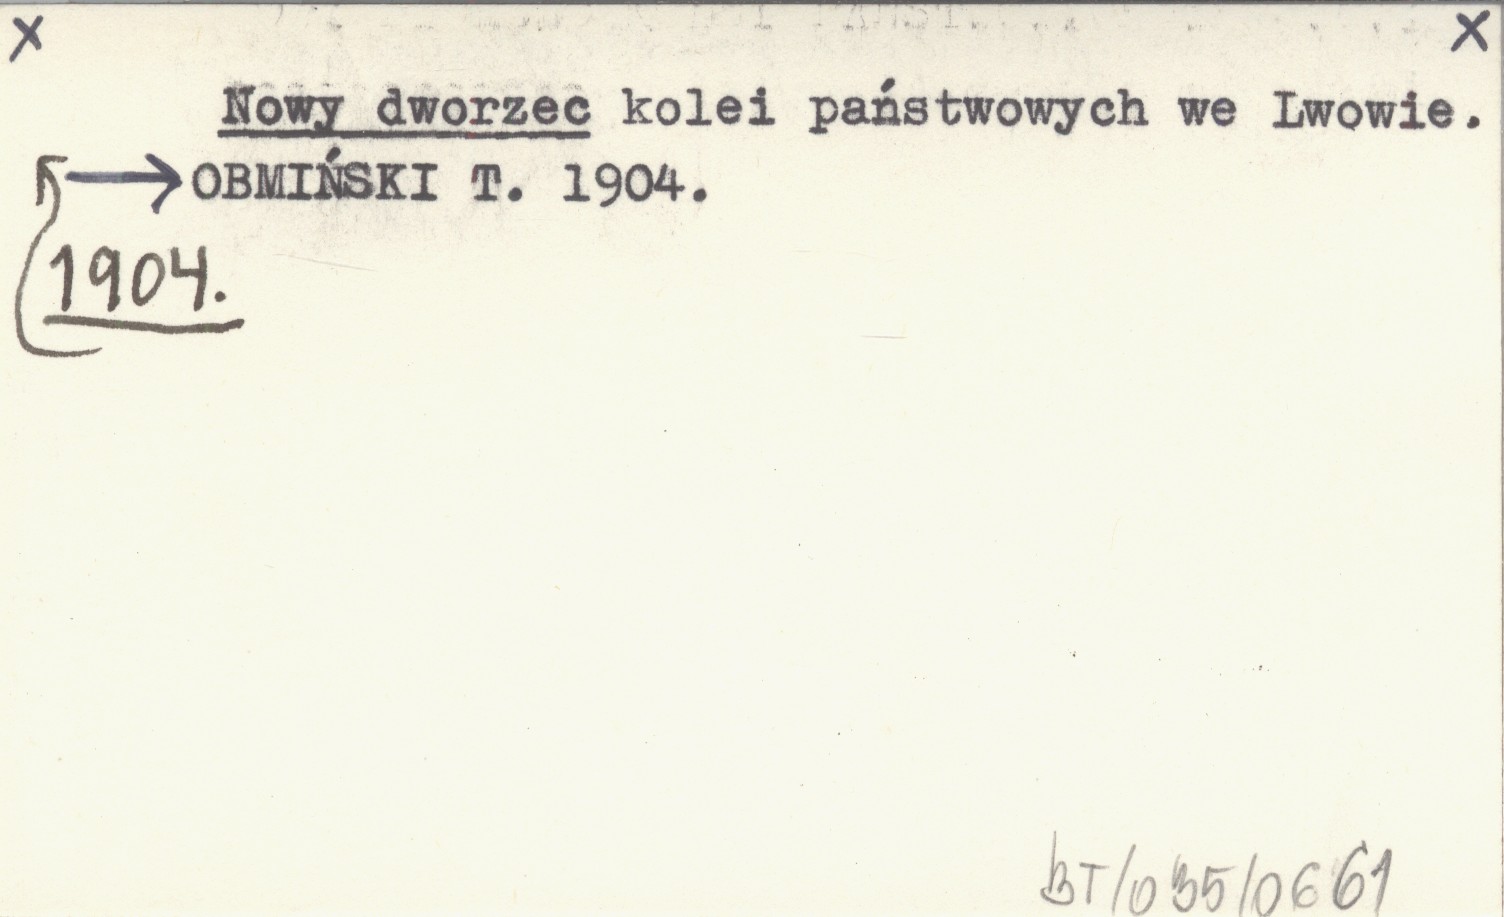 X X
Nowy dworzec kolei państwowych we Lwowie.
→ OBMIŃSKI T. 1904.
1904.
BT/035/0661